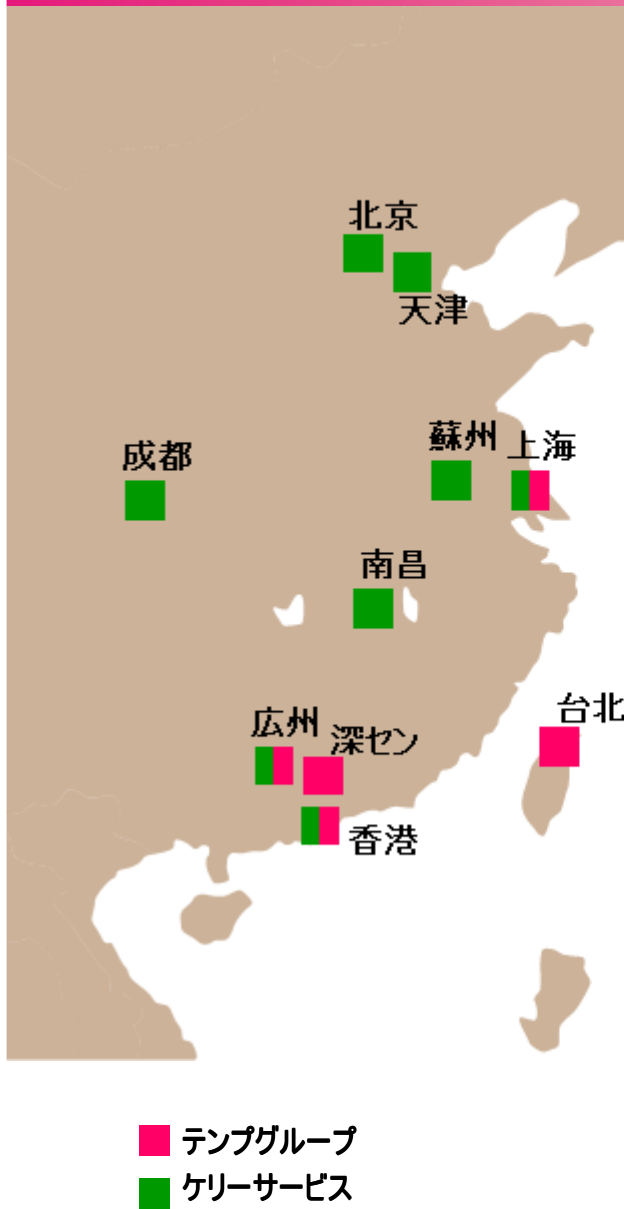 北京
天津
蘇州
上海
成都
南昌
台北
広州
深セン
香港
テンプグループ
ケリーサービス